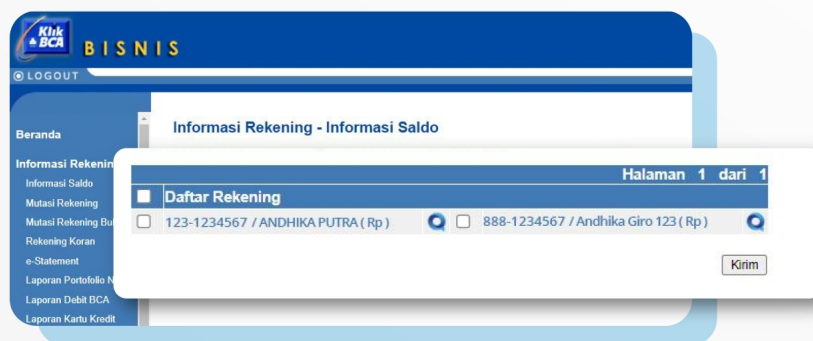 Klik
BCA
BISNIS
LOGOUT
Beranda
Informasi Rekening - Informasi Saldo
Informasi Rekenin
Informasi Saldo
Mutasi Rekening
Mutasi Rekening Bu
Rekening Koran
e-Statement
Laporan Portofolio N
Laporan Debit BCA
Laporan Kartu Kredit
Halaman 1 dari 1
Daftar Rekening
123-1234567 / ANDHIKA PUTRA ( Rp ) 888-1234567 / Andhika Giro 123 ( Rp )
Kirim